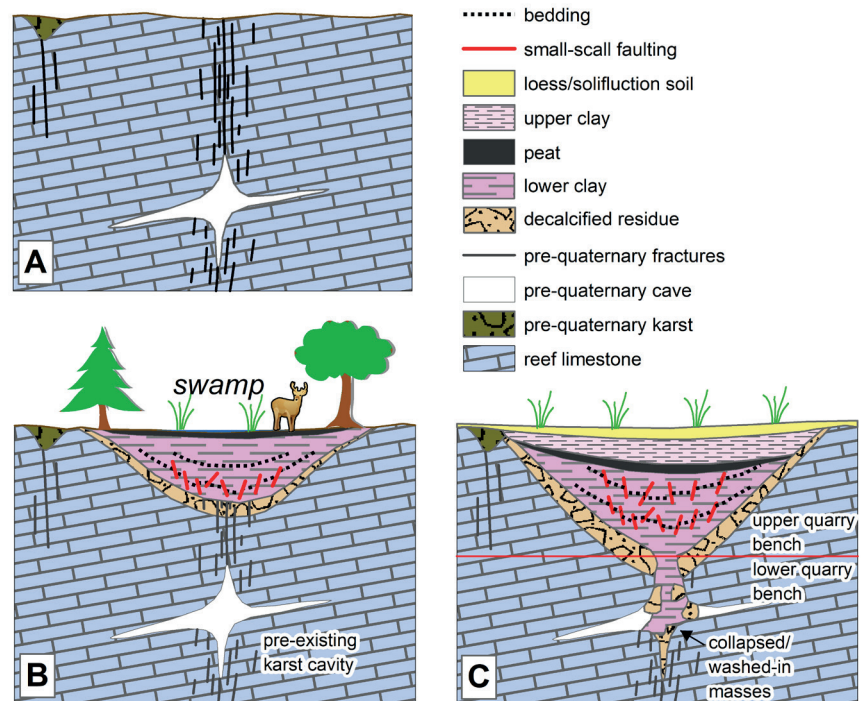 A
bedding
small-scall faulting
loess/solifluction soil
upper clay
peat
lower clay
decalcified residue
pre-quaternary fractures
pre-quaternary cave
pre-quaternary karst
reef limestone
swamp
pre-existing
karst cavity
B
upper quarry
bench
lower quarry
bench
collapsed/
washed-in
masses
C